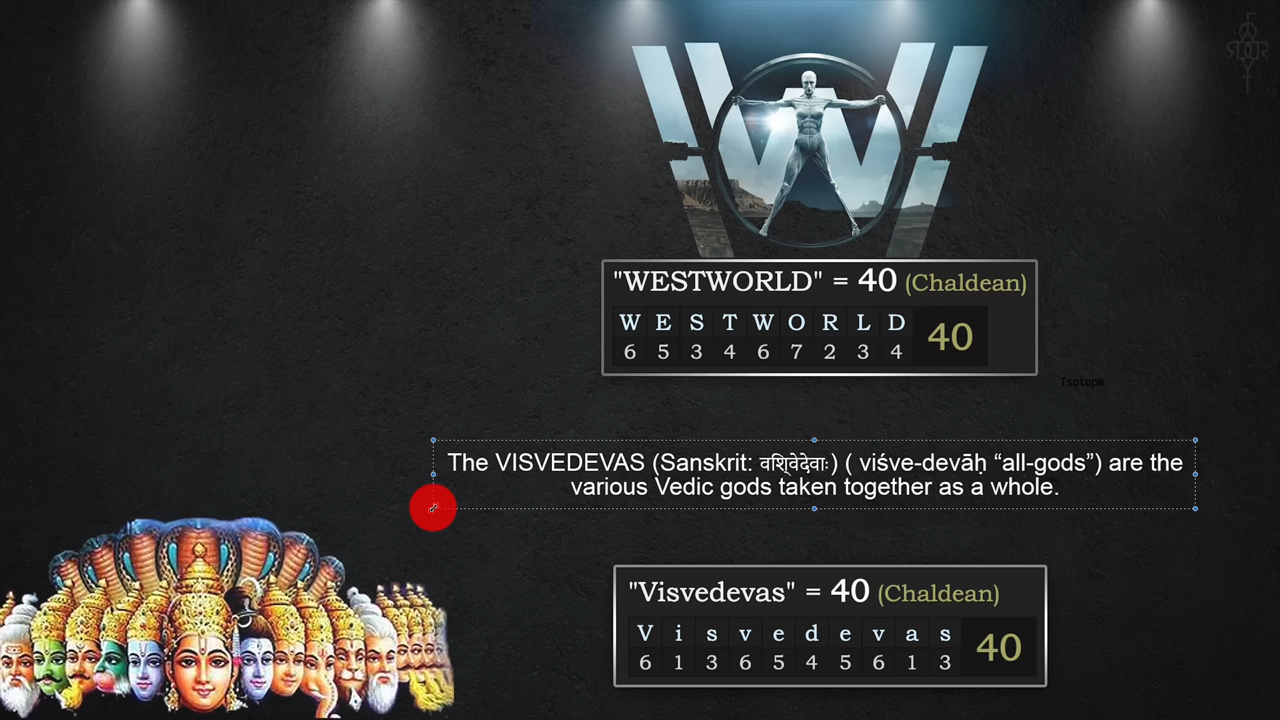 "WESTWORLD" = 40 (Chaldean)
W E S T W O R L D 40
6 5 3 4 6 7 2 3 4
Isotope
The VISVEDEVAS (Sanskrit: वशि्वेदेवाः) ( viśve-devāḥ “all-gods”) are the
various Vedic gods taken together as a whole.
"Visvedevas" = 40 (Chaldean)
V i s v e d e v a s 40
6 1 3 6 5 4 5 6 1 3